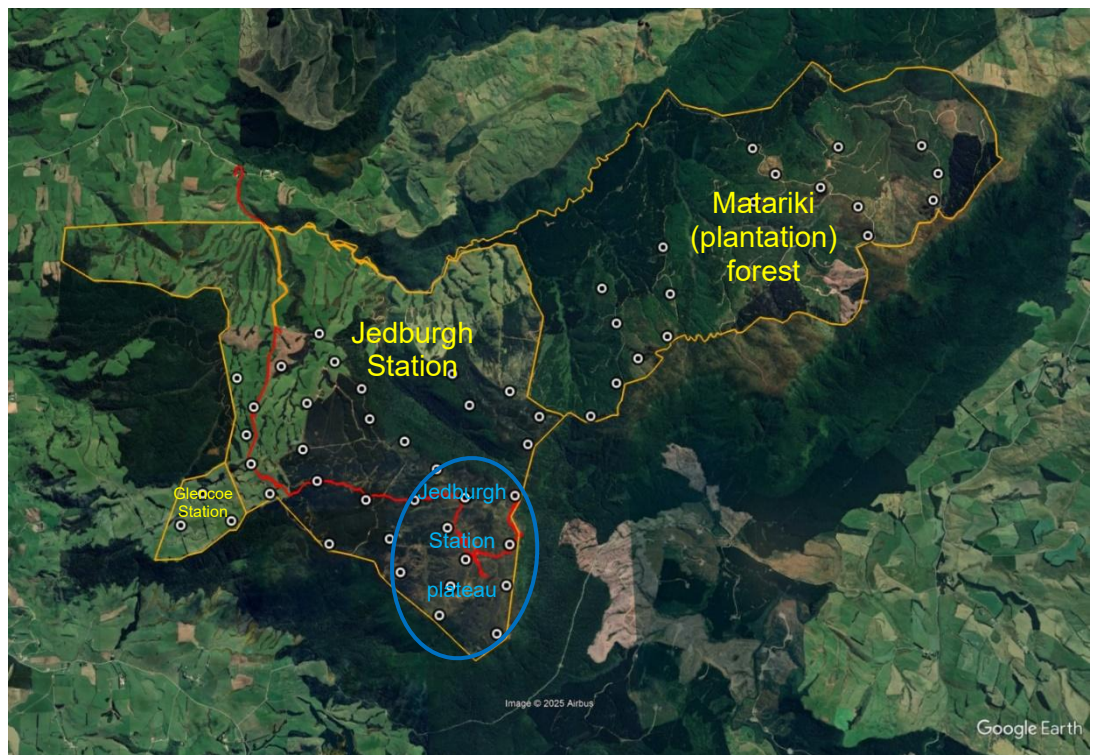 Matariki
(plantation)
forest
Jedburgh
Station
Glencoe
Station
Jedburgh
Station
plateau
Image © 2025 Airbus
Google Earth